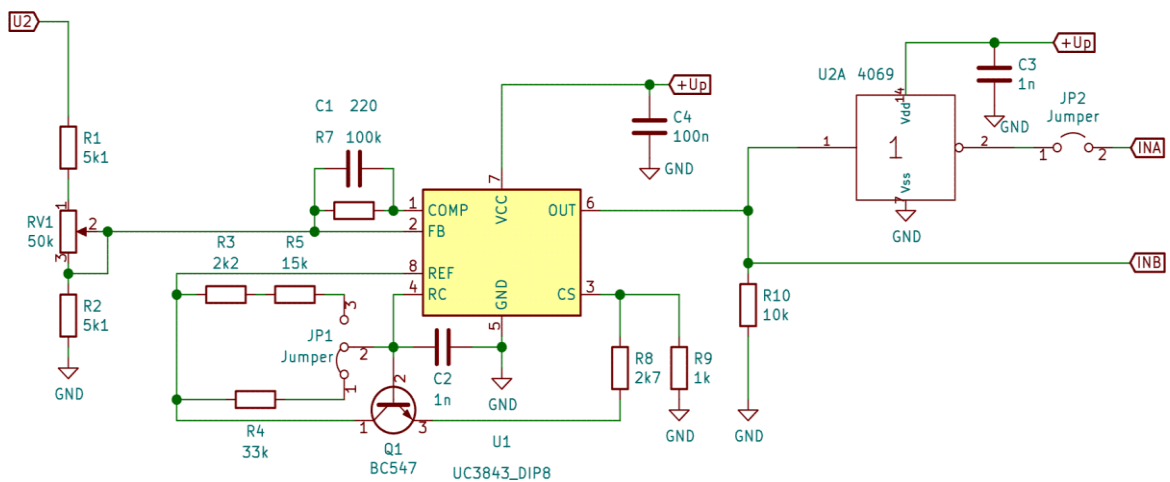 U2
R1
5k1
1
RV1
50k
2
3
R2
5k1
GND
C1 220
R7 100k
R3
2k2
R5
15k
3
JP1
Jumper
2
1
R4
33k
C2
1n
2
1
3
Q1
BC547
U1
UC3843_DIP8
1
COMP
2
FB
8
REF
4
RC
7
VCC
GND
5
OUT
6
CS
3
GND
+Up
C4
100n
GND
R8
2k7
R9
1k
GND
R10
10k
GND
U2A 4069
1
1
14
Vdd
Vss
7
2
GND
+Up
C3
1n
GND
JP2
Jumper
1
2
INA
INB